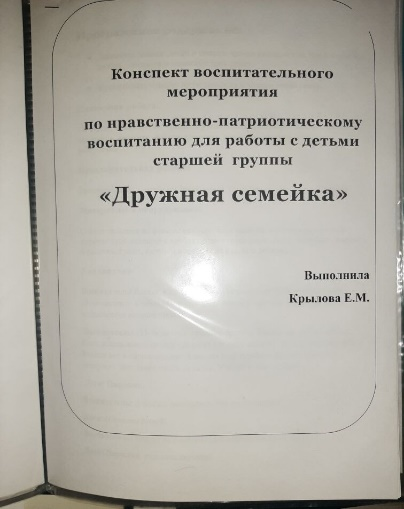 Конспект воспитательного
мероприятия
по нравственно-патриотическому
воспитанию для работы с детьми
старшей группы
«Дружная семейка»
Выполнила
Крылова Е.М.